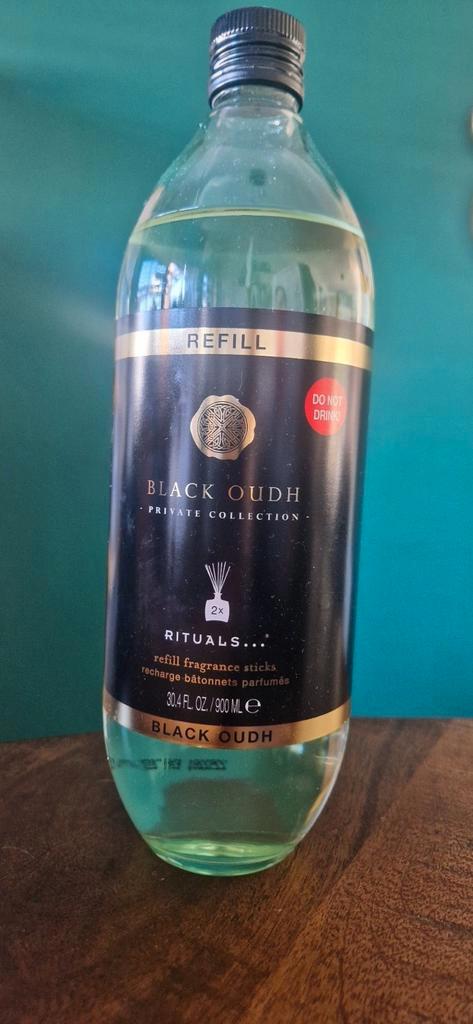 REFILL
DO NOT
DRINK!
BLACK OUDH
- PRIVATE COLLECTION -
2x
RITUALS...®
refill fragrance sticks
recharge bâtonnets parfumés
30.4 FL. OZ. / 900 ML e
BLACK OUDH